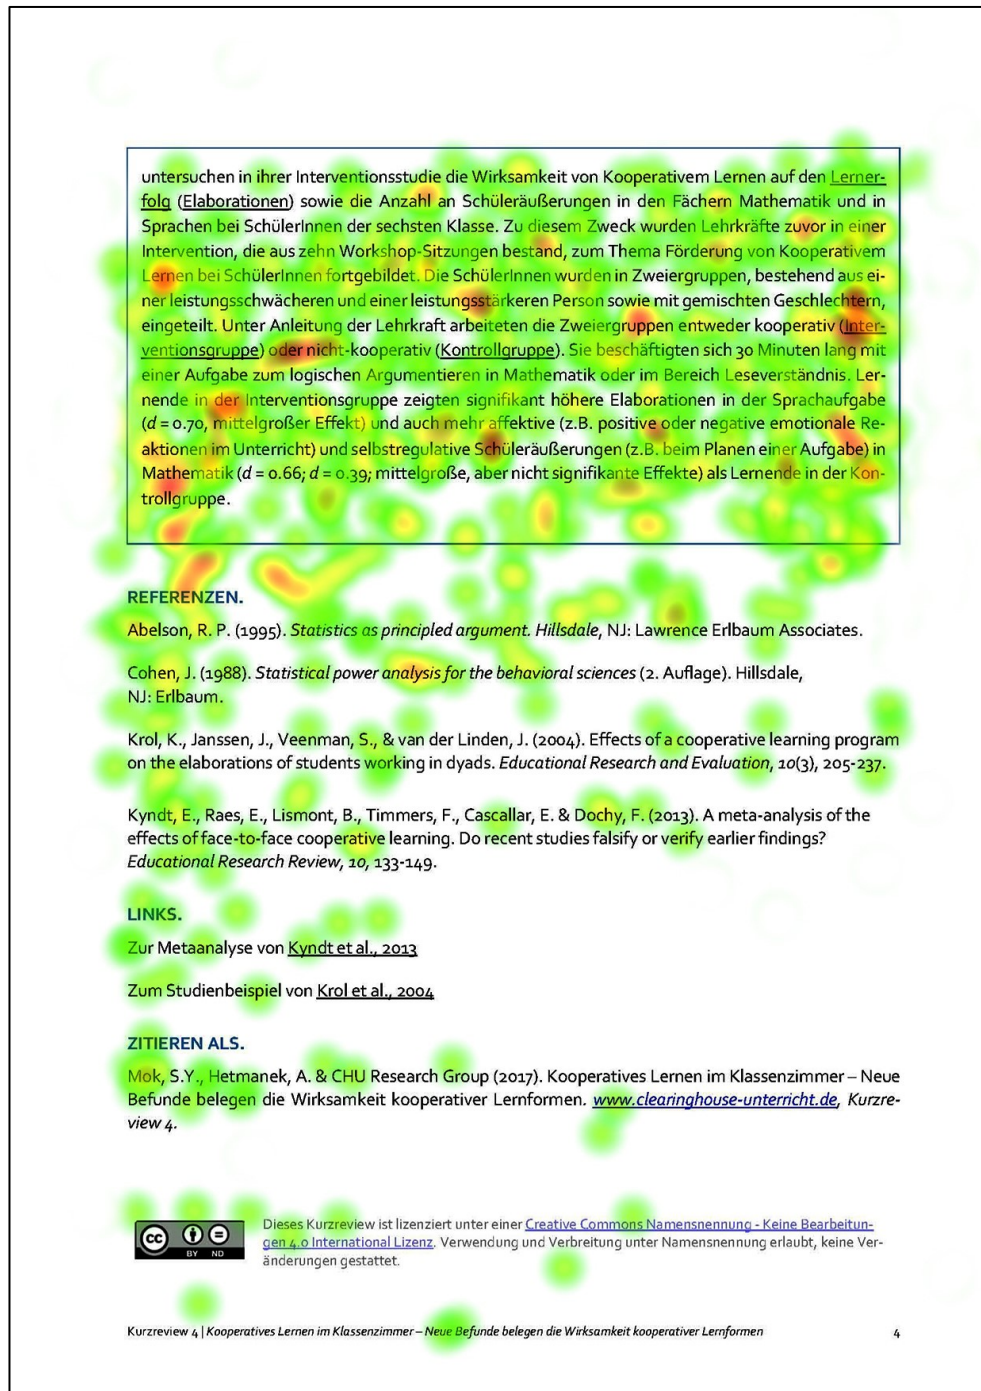 untersuchen in ihrer Interventionsstudie die Wirksamkeit von Kooperativem Lernen auf den Lerner-
folg (Elaborationen) sowie die Anzahl an Schüleräußerungen in den Fächern Mathematik und in
Sprachen bei SchülerInnen der sechsten Klasse. Zu diesem Zweck wurden Lehrkräfte zuvor in einer
Intervention, die aus zehn Workshop-Sitzungen bestand, zum Thema Förderung von Kooperativem
Lernen bei SchülerInnen fortgebildet. Die SchülerInnen wurden in Zweiergruppen, bestehend aus ei-
ner leistungsschwächeren und einer leistungsstärkeren Person sowie mit gemischten Geschlechtern,
eingeteilt. Unter Anleitung der Lehrkraft arbeiteten die Zweiergruppen entweder kooperativ (Inter-
ventionsgruppe) oder nicht-kooperativ (Kontrollgruppe). Sie beschäftigten sich 30 Minuten lang mit
einer Aufgabe zum logischen Argumentieren in Mathematik oder im Bereich Leseverständnis. Ler-
nende in der Interventionsgruppe zeigten signifikant höhere Elaborationen in der Sprachaufgabe
(d = 0.70, mittelgroßer Effekt) und auch mehr affektive (z.B. positive oder negative emotionale Re-
aktionen im Unterricht) und selbstregulative Schüleräußerungen (z.B. beim Planen einer Aufgabe) in
Mathematik (d = 0.66; d = 0.39; mittelgroße, aber nicht signifikante Effekte) als Lernende in der Kon-
trollgruppe.
REFERENZEN.
Abelson, R. P. (1995). Statistics as principled argument. Hillsdale, NJ: Lawrence Erlbaum Associates.
Cohen, J. (1988). Statistical power analysis for the behavioral sciences (2. Auflage). Hillsdale,
NJ: Erlbaum.
Krol, K., Janssen, J., Veenman, S., & van der Linden, J. (2004). Effects of a cooperative learning program
on the elaborations of students working in dyads. Educational Research and Evaluation, 10(3), 205-237.
Kyndt, E., Raes, E., Lismont, B., Timmers, F., Cascallar, E. & Dochy, F. (2013). A meta-analysis of the
effects of face-to-face cooperative learning. Do recent studies falsify or verify earlier findings?
Educational Research Review, 10, 133-149.
LINKS.
Zur Metaanalyse von Kyndt et al., 2013
Zum Studienbeispiel von Krol et al., 2004
ZITIEREN ALS.
Mok, S.Y., Hetmanek, A. & CHU Research Group (2017). Kooperatives Lernen im Klassenzimmer – Neue
Befunde belegen die Wirksamkeit kooperativer Lernformen. www.clearinghouse-unterricht.de, Kurzre-
view 4.
cc BY ND
Dieses Kurzreview ist lizenziert unter einer Creative Commons Namensnennung - Keine Bearbeitun-
gen 4.0 International Lizenz. Verwendung und Verbreitung unter Namensnennung erlaubt, keine Ver-
änderungen gestattet.
Kurzreview 4 | Kooperatives Lernen im Klassenzimmer – Neue Befunde belegen die Wirksamkeit kooperativer Lernformen 4